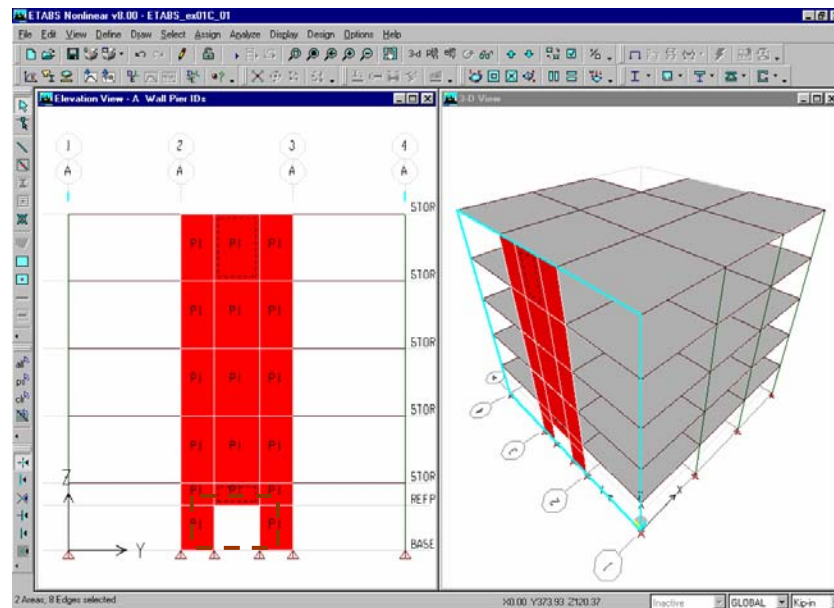 ETABS Nonlinear v8.00 - ETABS_ex01C_01
File Edit View Define Draw Select Assign Analyze Display Design Options Help
3-d
Elevation View - A Wall Pier IDs
3-D View
1 2 3 4
A A A A
STOR
P1 P1 P1
STOR
P1 P1 P1
STOR
P1 P1 P1
STOR
P1 P1 P1
Z
STOR
P1 P1 P1
REFP
P1 P1
Y
BASE
X
2 Areas, 8 Edges selected
X0.00 Y373.93 Z120.37
Inactive
GLOBAL
Kip-in